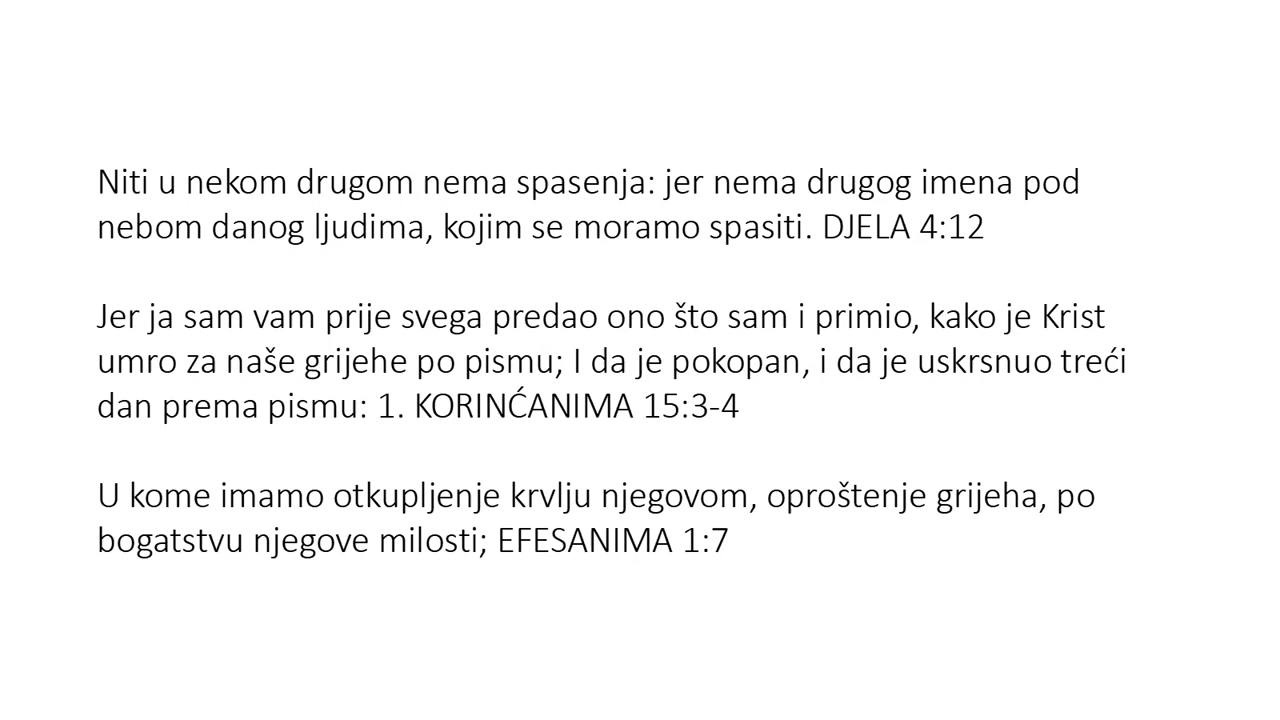 Niti u nekom drugom nema spasenja: jer nema drugog imena pod
nebom danog ljudima, kojim se moramo spasiti. DJELA 4:12
Jer ja sam vam prije svega predao ono što sam i primio, kako je Krist
umro za naše grijehe po pismu; I da je pokopan, i da je uskrsnuo treći
dan prema pismu: 1. KORINĆANIMA 15:3-4
U kome imamo otkupljenje krvlju njegovom, oproštenje grijeha, po
bogatstvu njegove milosti; EFESANIMA 1:7